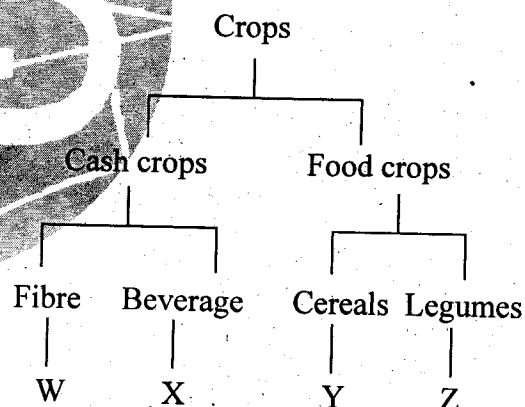 Crops
Cash crops Food crops
Fibre Beverage Cereals Legumes
W X Y Z